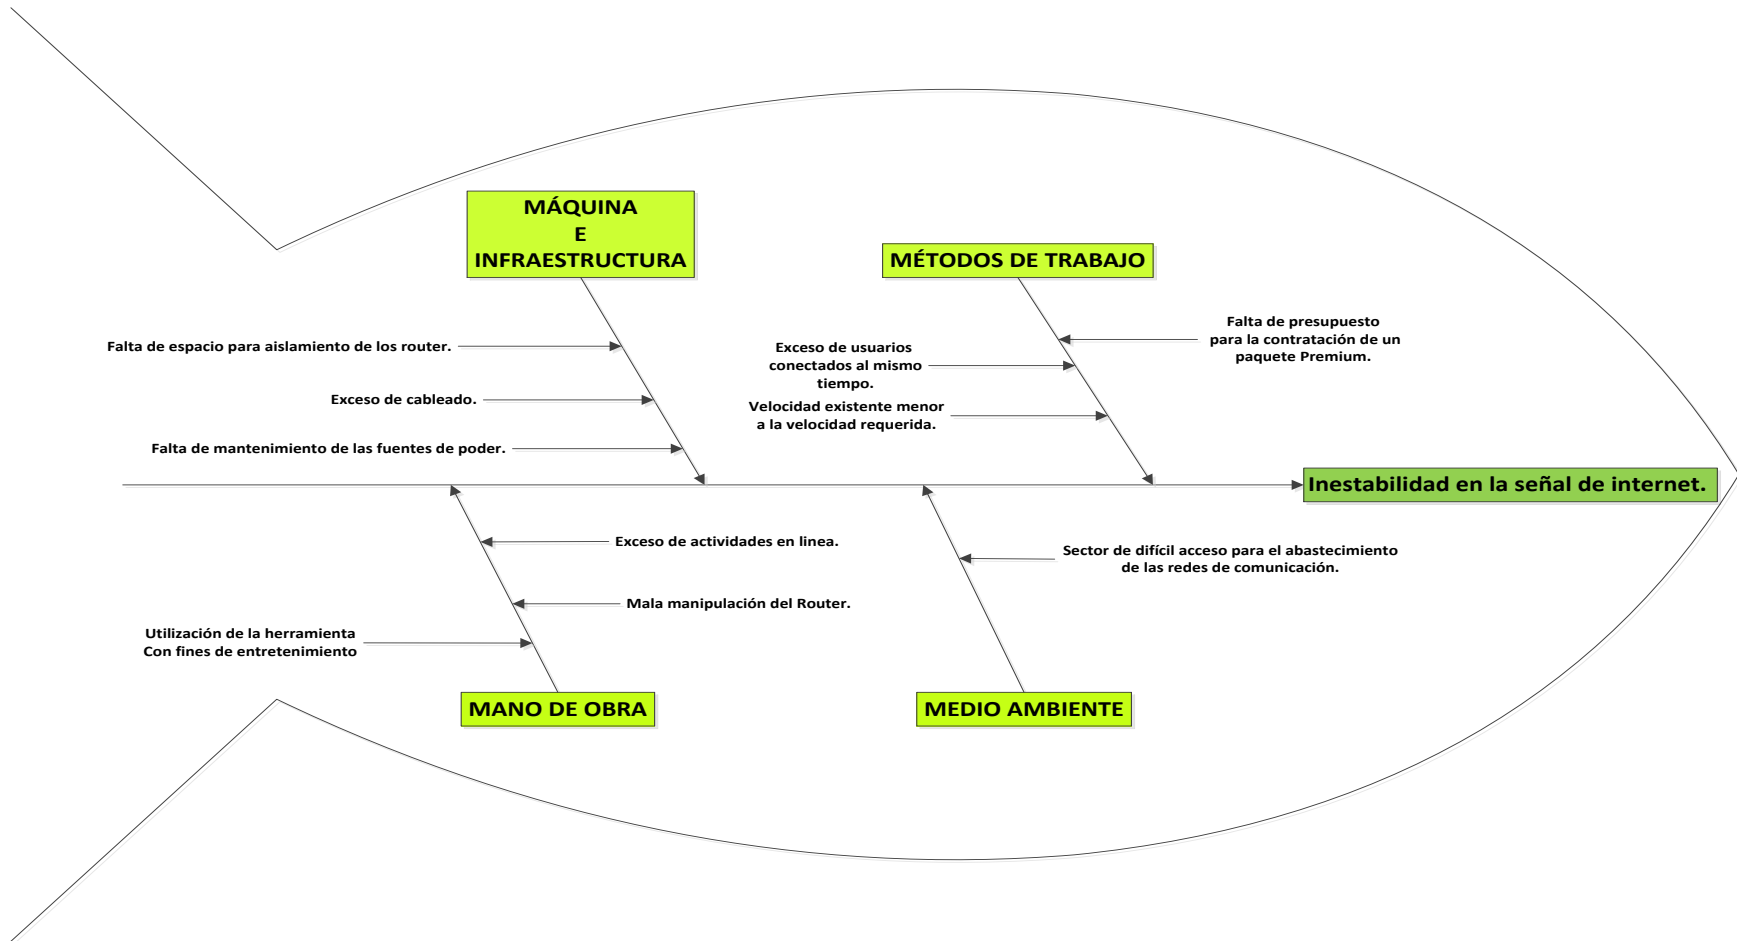 MÁQUINA
E
INFRAESTRUCTURA
MÉTODOS DE TRABAJO
Falta de espacio para aislamiento de los router.
Exceso de cableado.
Falta de mantenimiento de las fuentes de poder.
Exceso de usuarios
conectados al mismo
tiempo.
Velocidad existente menor
a la velocidad requerida.
Falta de presupuesto
para la contratación de un
paquete Premium.
Inestabilidad en la señal de internet.
Exceso de actividades en linea.
Mala manipulación del Router.
Utilización de la herramienta
Con fines de entretenimiento
Sector de difícil acceso para el abastecimiento
de las redes de comunicación.
MANO DE OBRA
MEDIO AMBIENTE